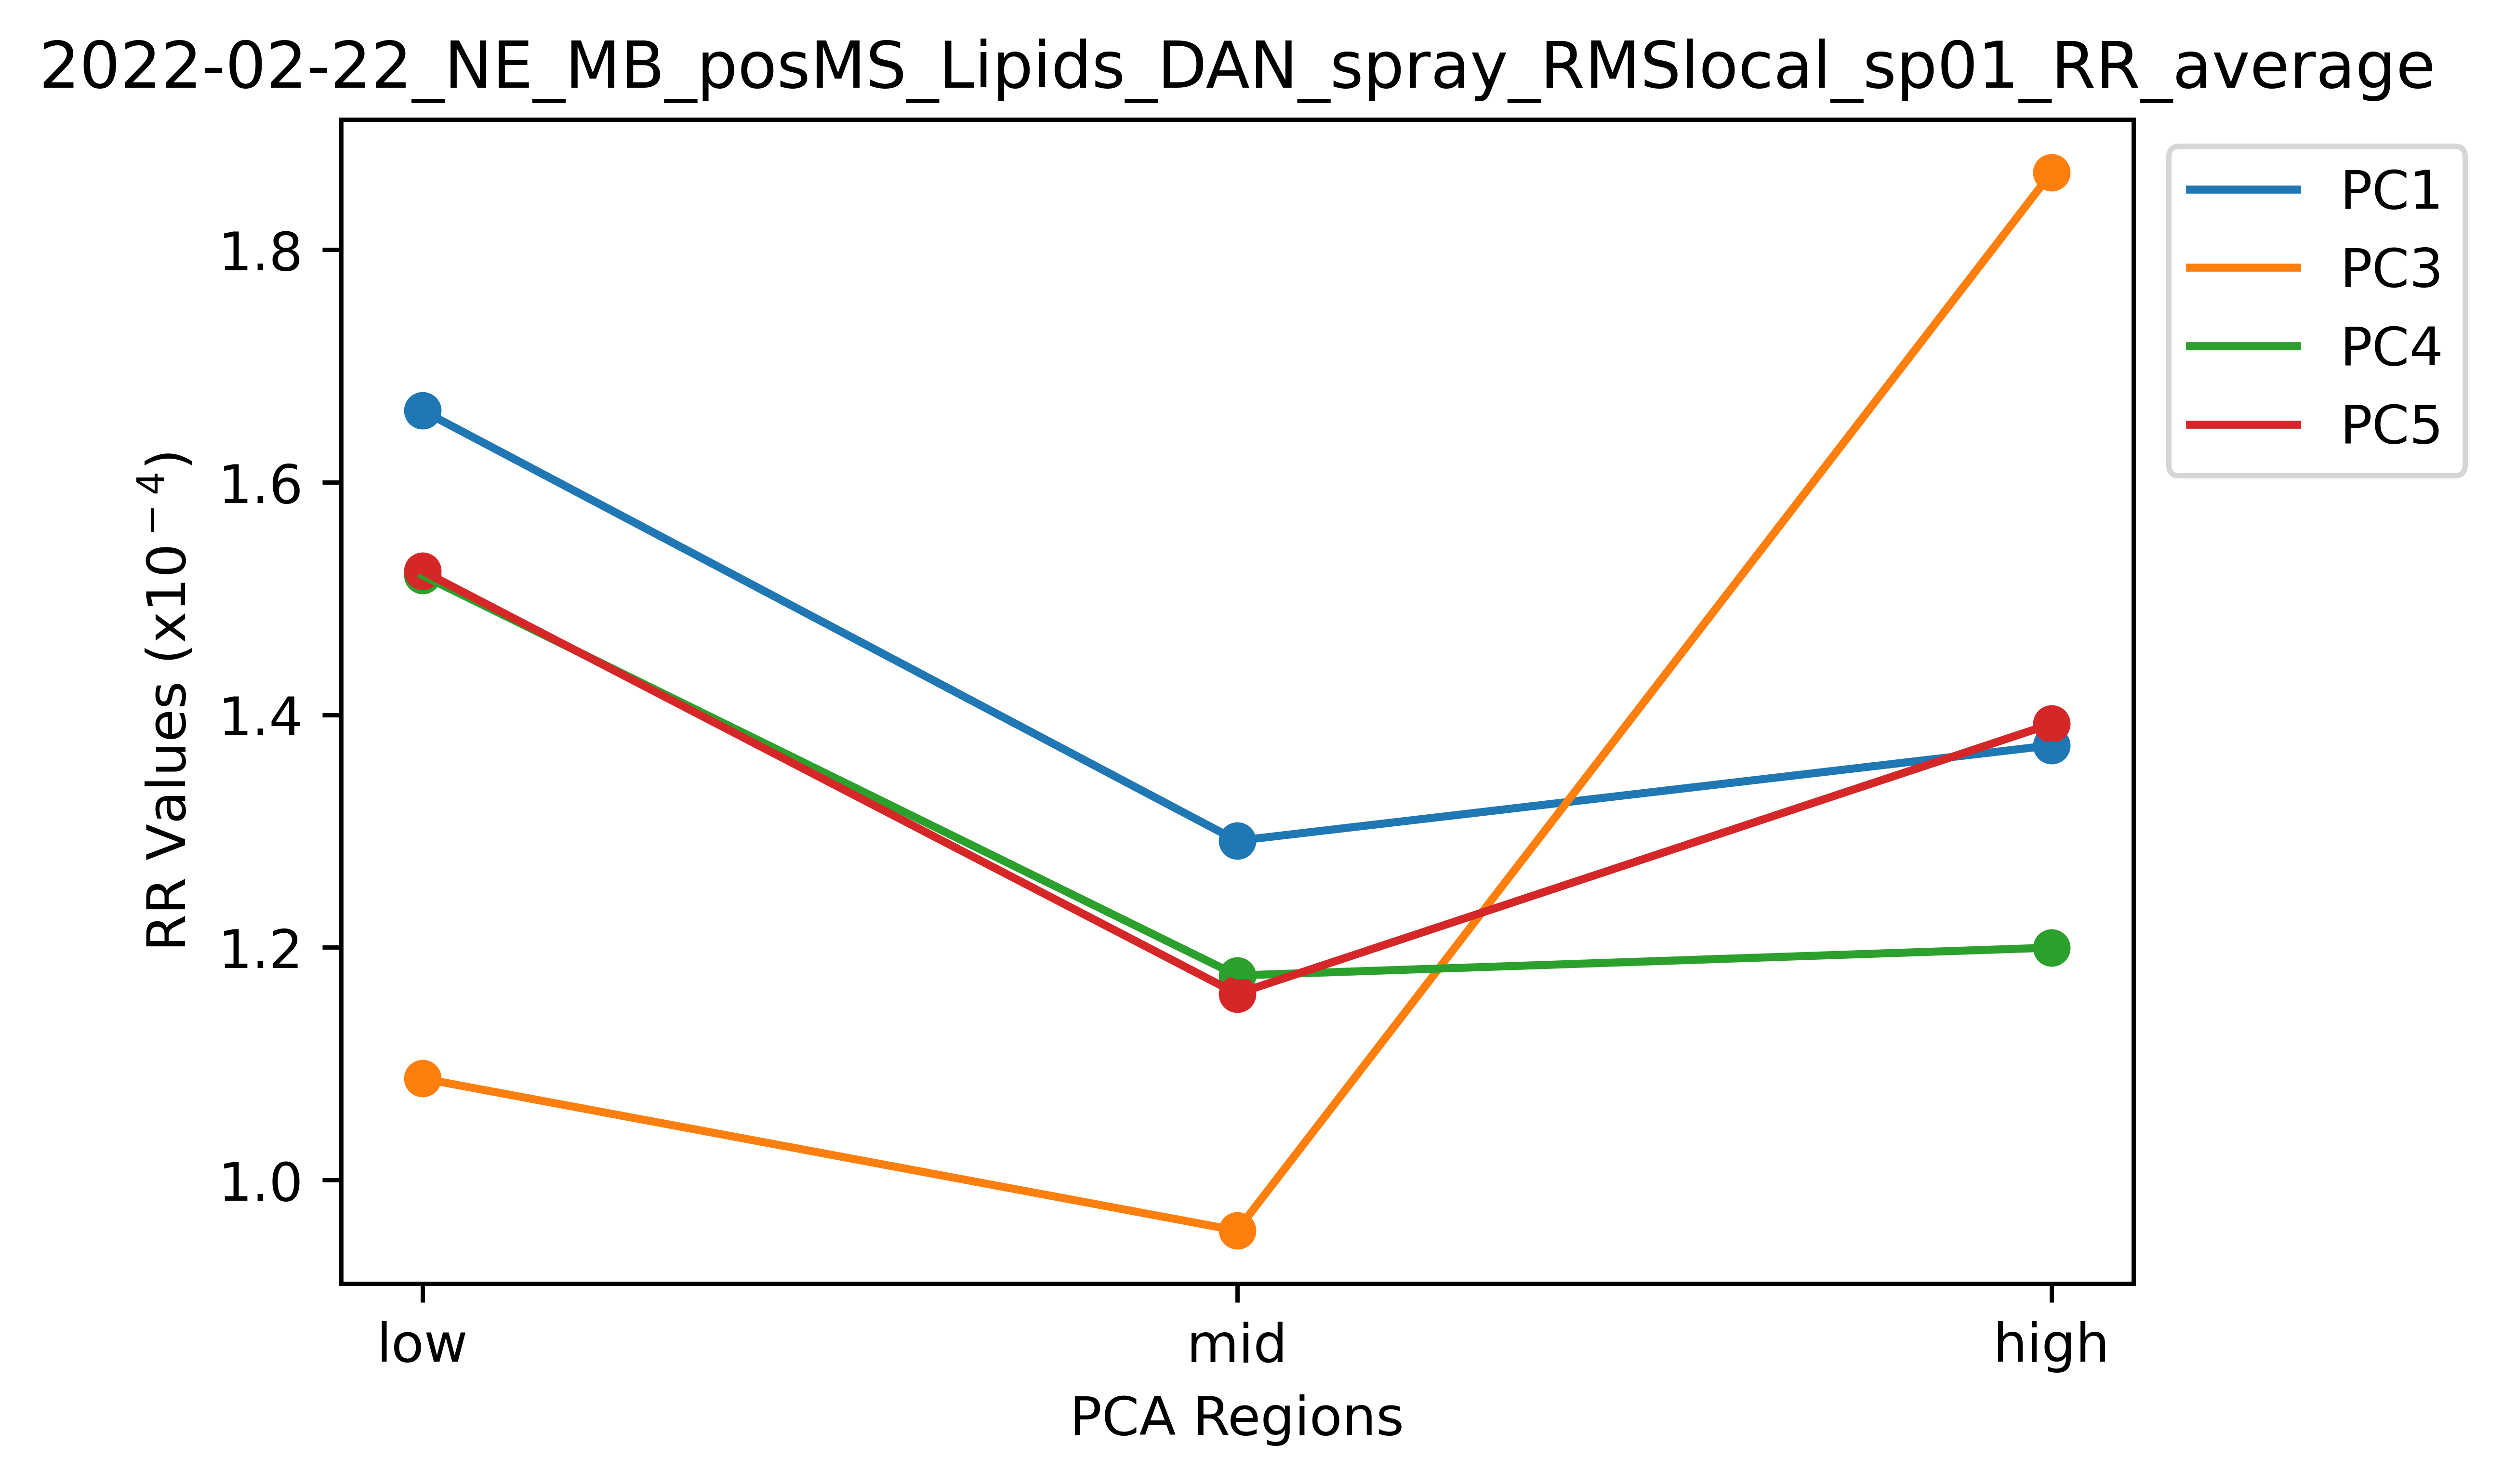 2022-02-22_NE_MB_posMS_Lipids_DAN_spray_RMSlocal_sp01_RR_average
PC1
PC3
PC4
PC5
RR Values (x10⁻⁴)
1.8
1.6
1.4
1.2
1.0
low mid high
PCA Regions